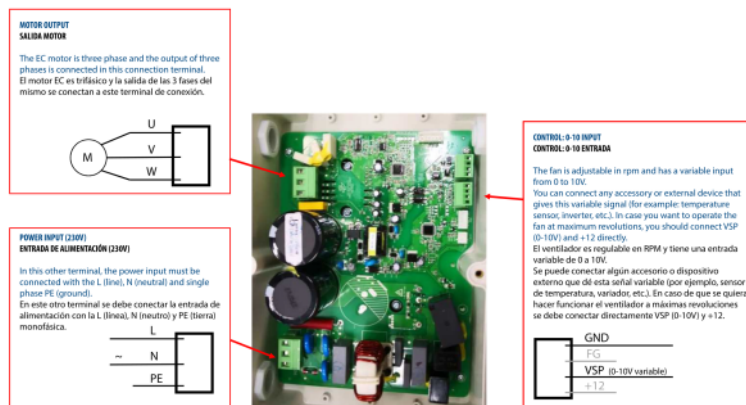 MOTOR OUTPUT
SALIDA MOTOR
The EC motor is three phase and the output of three
phases is connected in this connection terminal.
El motor EC es trifásico y la salida de las 3 fases del
mismo se conectan a este terminal de conexión.
U
M
V
W
POWER INPUT (230V)
ENTRADA DE ALIMENTACIÓN (230V)
In this other terminal, the power input must be
connected with the L (line), N (neutral) and single
phase PE (ground).
En este otro terminal se debe conectar la entrada de
alimentación con la L (línea), N (neutro) y PE (tierra)
monofásica.
L
~ N
PE
CONTROL: 0-10 INPUT
CONTROL: 0-10 ENTRADA
The fan is adjustable in rpm and has a variable input
from 0 to 10V.
You can connect any accessory or external device that
gives this variable signal (for example: temperature
sensor, inverter, etc.). In case you want to operate the
fan at maximum revolutions, you should connect VSP
(0-10V) and +12 directly.
El ventilador es regulable en RPM y tiene una entrada
variable de 0 a 10V.
Se puede conectar algún accesorio o dispositivo
externo que dé esta señal variable (por ejemplo, sensor
de temperatura, variador, etc.). En caso de que se quiera
hacer funcionar el ventilador a máximas revoluciones
se debe conectar directamente VSP (0-10V) y +12.
GND
FG
VSP (0-10V variable)
+12